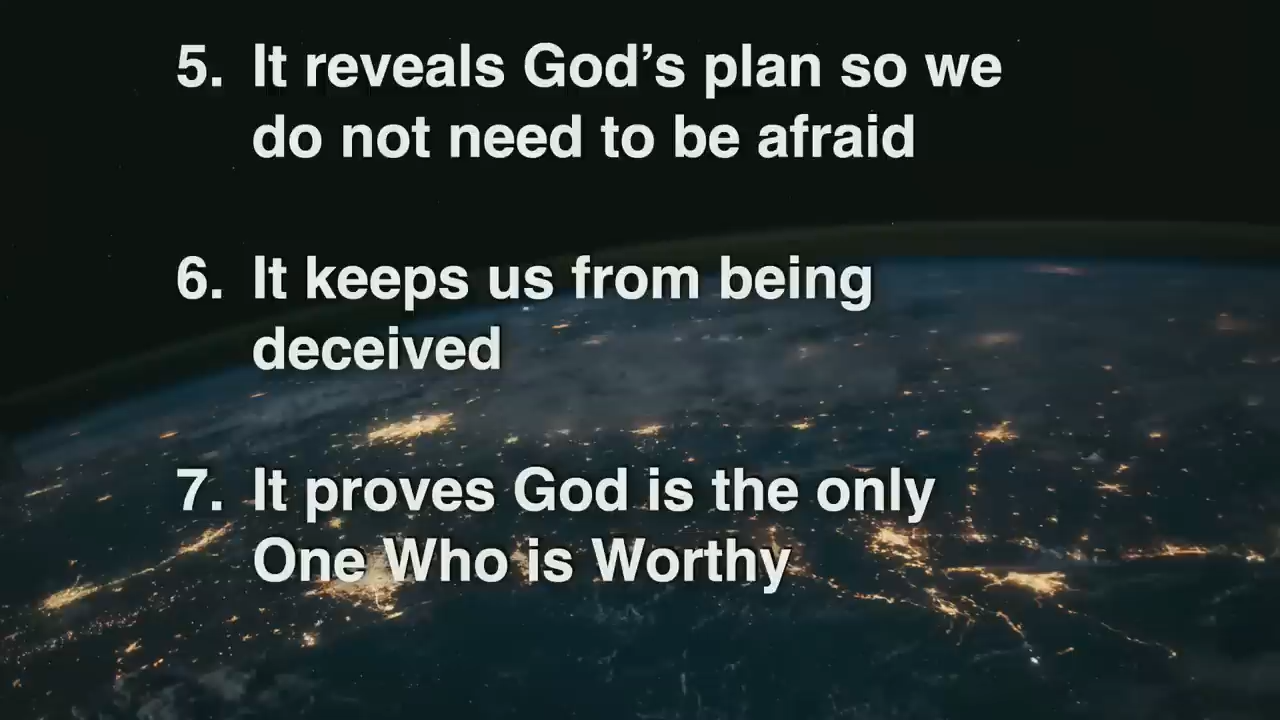 5. It reveals God’s plan so we
do not need to be afraid
6. It keeps us from being
deceived
7. It proves God is the only
One Who is Worthy